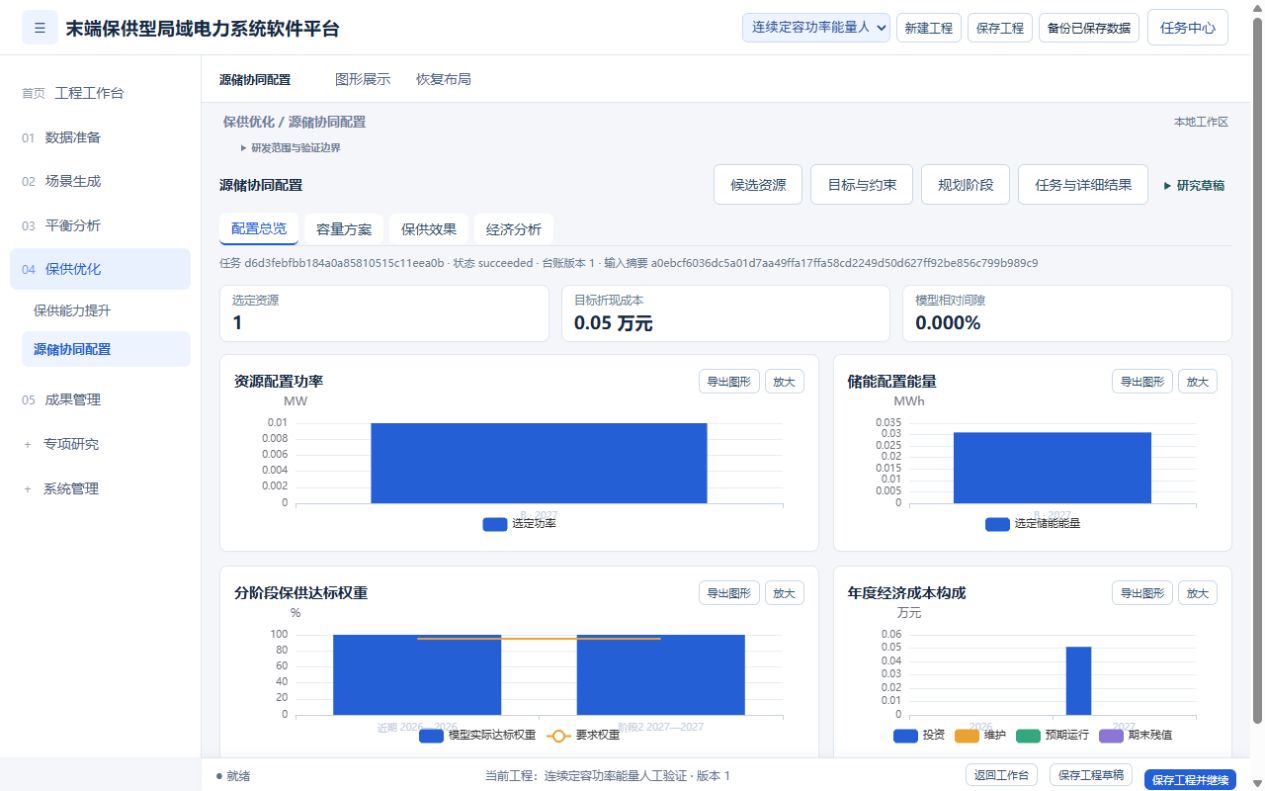 ☰ 末端保供型局域电力系统软件平台 连续定容功率能量人 新建工程 保存工程 备份已保存数据 任务中心
源储协同配置 图形展示 恢复布局
首页 工程工作台
01 数据准备
02 场景生成
03 平衡分析
04 保供优化
保供能力提升
源储协同配置
05 成果管理
+ 专项研究
+ 系统管理
保供优化 / 源储协同配置 本地工作区
▶ 研发范围与验证边界
源储协同配置 候选资源 目标与约束 规划阶段 任务与详细结果 ▶ 研究草稿
配置总览 容量方案 保供效果 经济分析
任务 d6d3febfbb184a0a85810515c11eea0b · 状态 succeeded · 台账版本 1 · 输入摘要 a0ebcf6036dc5a01d7aa49ffa17ffa58cd2249d50d627ff92be856c799b989c9
选定资源
1
目标折现成本
0.05 万元
模型相对间隙
0.000%
资源配置功率 导出图形 放大
MW
0.01
0.008
0.006
0.004
0.002
0
B · 2027
选定功率
储能配置能量 导出图形 放大
MWh
0.035
0.03
0.025
0.02
0.015
0.01
0.005
0
B · 2027
选定储能能量
分阶段保供达标权重 导出图形 放大
%
100
80
60
40
20
0
近期 2026—2026 阶段2 2027—2027
模型实际达标权重 要求权重
年度经济成本构成 导出图形 放大
万元
0.06
0.05
0.04
0.03
0.02
0.01
0
2026 2027
投资 维护 预期运行 期末残值
就绪 当前工程：连续定容功率能量人工验证 · 版本 1 返回工作台 保存工程草稿 保存工程并继续